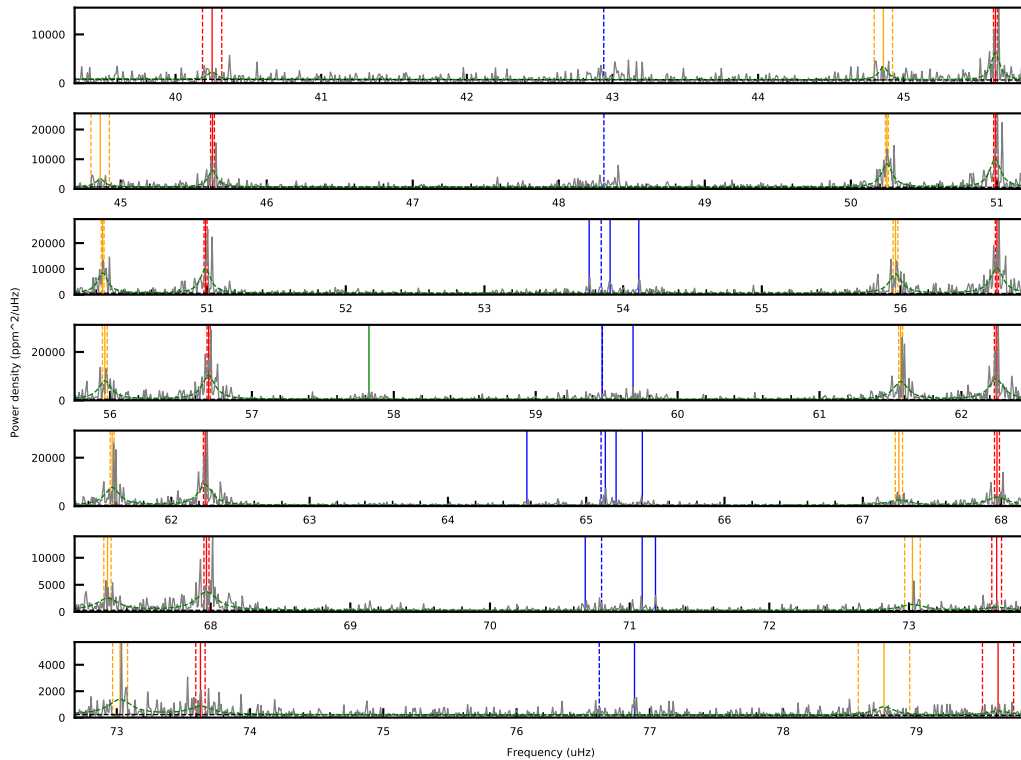 10000
0
40 41 42 43 44 45
20000
10000
0
45 46 47 48 49 50 51
20000
10000
0
51 52 53 54 55 56
Power density (ppm^2/uHz)
20000
0
56 57 58 59 60 61 62
20000
0
62 63 64 65 66 67 68
10000
5000
0
68 69 70 71 72 73
4000
2000
0
73 74 75 76 77 78 79
Frequency (uHz)